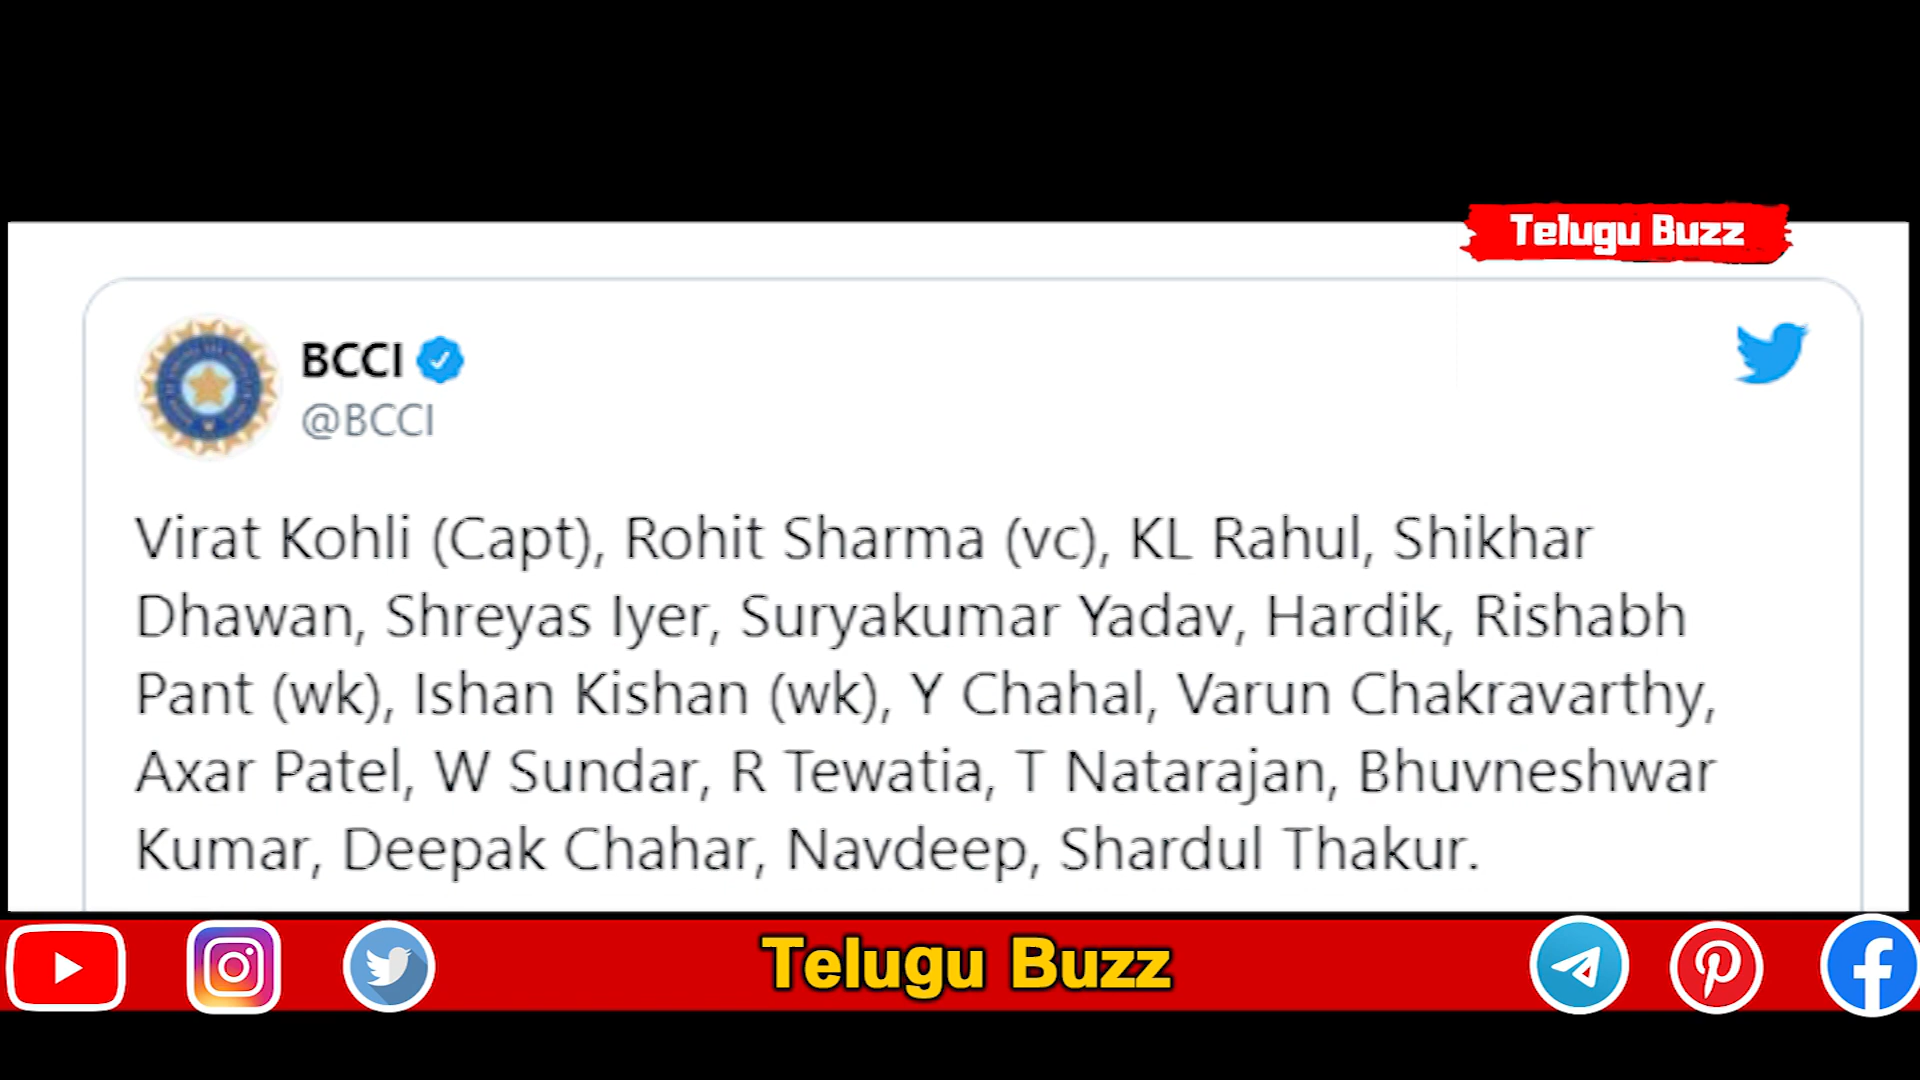 Telugu Buzz
BCCI
@BCCI
Virat Kohli (Capt), Rohit Sharma (vc), KL Rahul, Shikhar
Dhawan, Shreyas Iyer, Suryakumar Yadav, Hardik, Rishabh
Pant (wk), Ishan Kishan (wk), Y Chahal, Varun Chakravarthy,
Axar Patel, W Sundar, R Tewatia, T Natarajan, Bhuvneshwar
Kumar, Deepak Chahar, Navdeep, Shardul Thakur.
Telugu Buzz